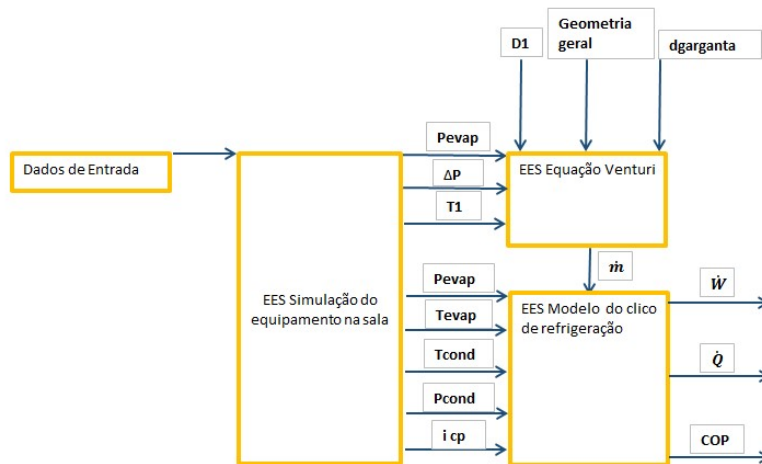 Geometria
geral
D1
dgarganta
Pevap
Dados de Entrada
EES Equação Venturi
ΔP
T1
ṁ
EES Simulação do
equipamento na sala
Pevap
EES Modelo do clico
de refrigeração
Ẇ
Tevap
Tcond
Q̇
Pcond
i cp
COP